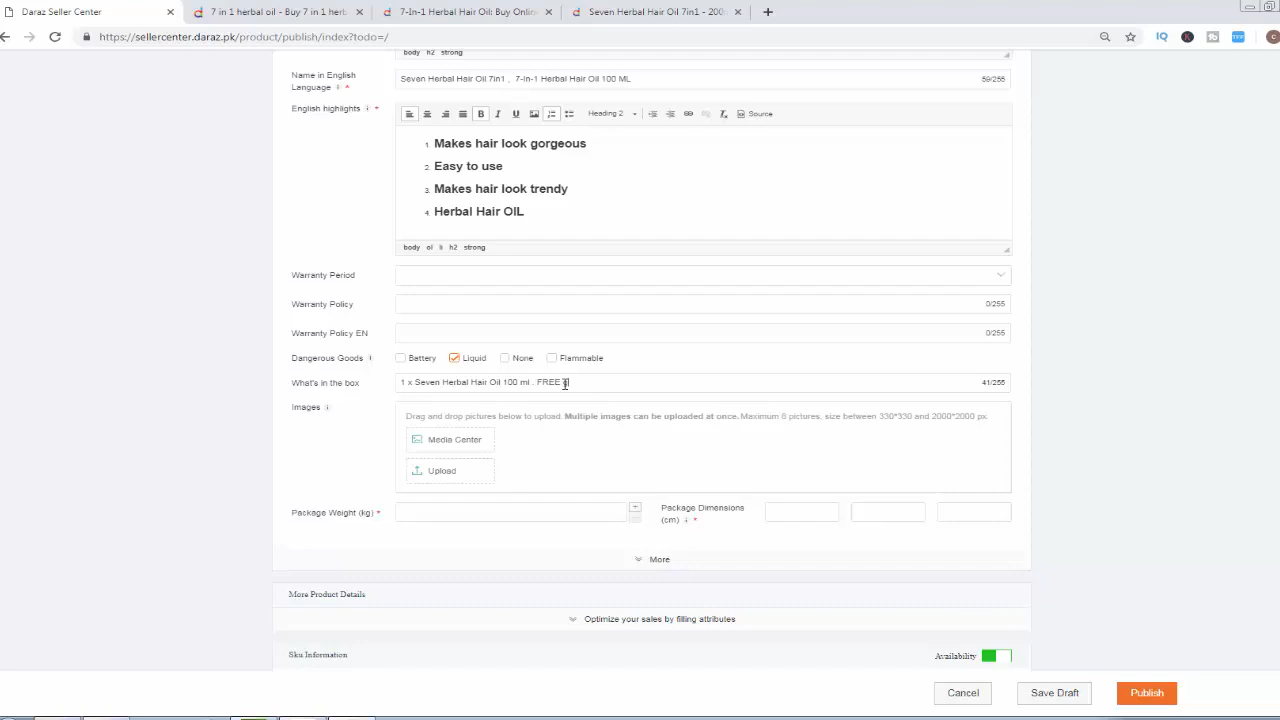 Daraz Seller Center
7 in 1 herbal oil - Buy 7 in 1 herb
7-In-1 Herbal Hair Oil: Buy Onlin
Seven Herbal Hair Oil 7in1 - 200
https://sellercenter.daraz.pk/product/publish/index?todo=/
body h2 strong
Name in English Language *
Seven Herbal Hair Oil 7in1 , 7-In-1 Herbal Hair Oil 100 ML
59/255
English highlights *
B I U Heading 2 Source
1. Makes hair look gorgeous
2. Easy to use
3. Makes hair look trendy
4. Herbal Hair OIL
body ol li h2 strong
Warranty Period
Warranty Policy
0/255
Warranty Policy EN
0/255
Dangerous Goods
Battery Liquid None Flammable
What's in the box
1 x Seven Herbal Hair Oil 100 ml . FREE
41/255
Images
Drag and drop pictures below to upload. Multiple images can be uploaded at once. Maximum 8 pictures, size between 330*330 and 2000*2000 px.
Media Center
Upload
Package Weight (kg) *
Package Dimensions (cm) *
More
More Product Details
Optimize your sales by filling attributes
Sku Information
Availability
Cancel
Save Draft
Publish